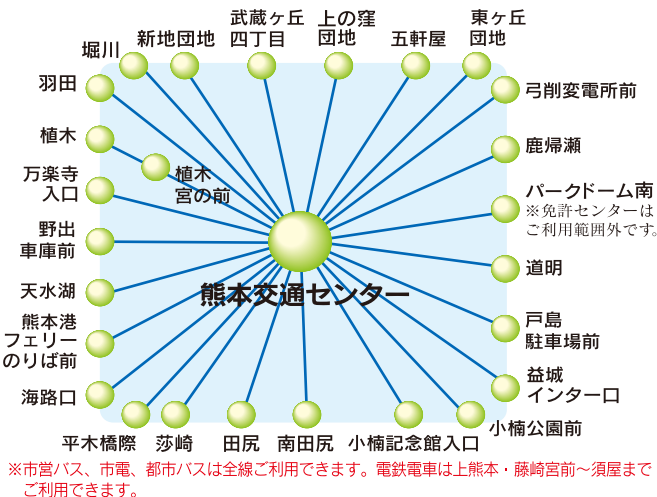 武蔵ヶ丘
四丁目
上の窪
団地
東ヶ丘
団地
堀川
新地団地
五軒屋
羽田
弓削変電所前
植木
鹿帰瀬
植木
宮の前
万楽寺
入口
パークドーム南
※免許センターは
ご利用範囲外です。
野出
車庫前
道明
天水湖
熊本交通センター
熊本港
フェリー
のりば前
戸島
駐車場前
海路口
益城
インター口
平木橋際
莎崎
田尻
南田尻
小楠記念館入口
小楠公園前
※市営バス、市電、都市バスは全線ご利用できます。電鉄電車は上熊本・藤崎宮前～須屋まで
ご利用できます。